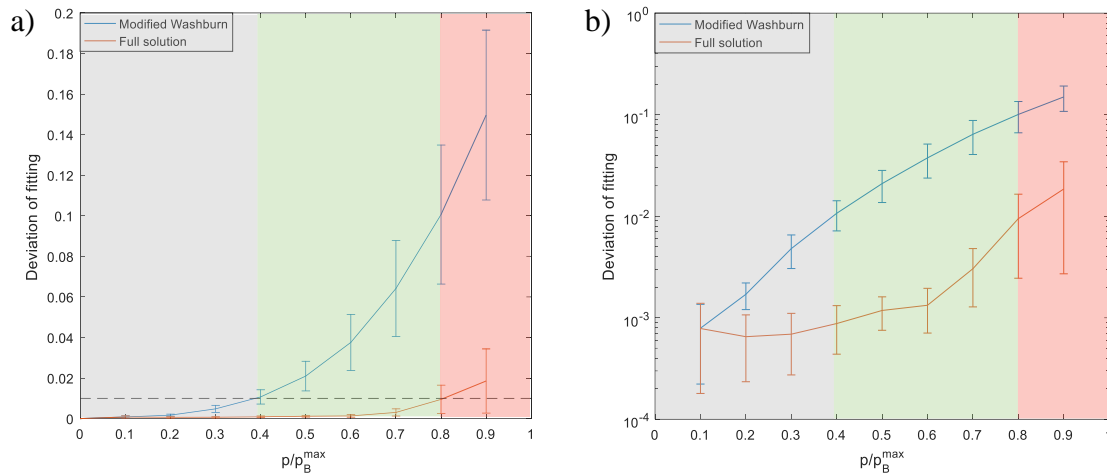 a)
Modified Washburn
Full solution
0.2
0.18
0.16
0.14
0.12
0.1
0.08
0.06
0.04
0.02
0
Deviation of fitting
0 0.1 0.2 0.3 0.4 0.5 0.6 0.7 0.8 0.9 1
p/p_B^max
b)
Modified Washburn
Full solution
10^0
10^-1
10^-2
10^-3
10^-4
Deviation of fitting
0 0.1 0.2 0.3 0.4 0.5 0.6 0.7 0.8 0.9 1
p/p_B^max